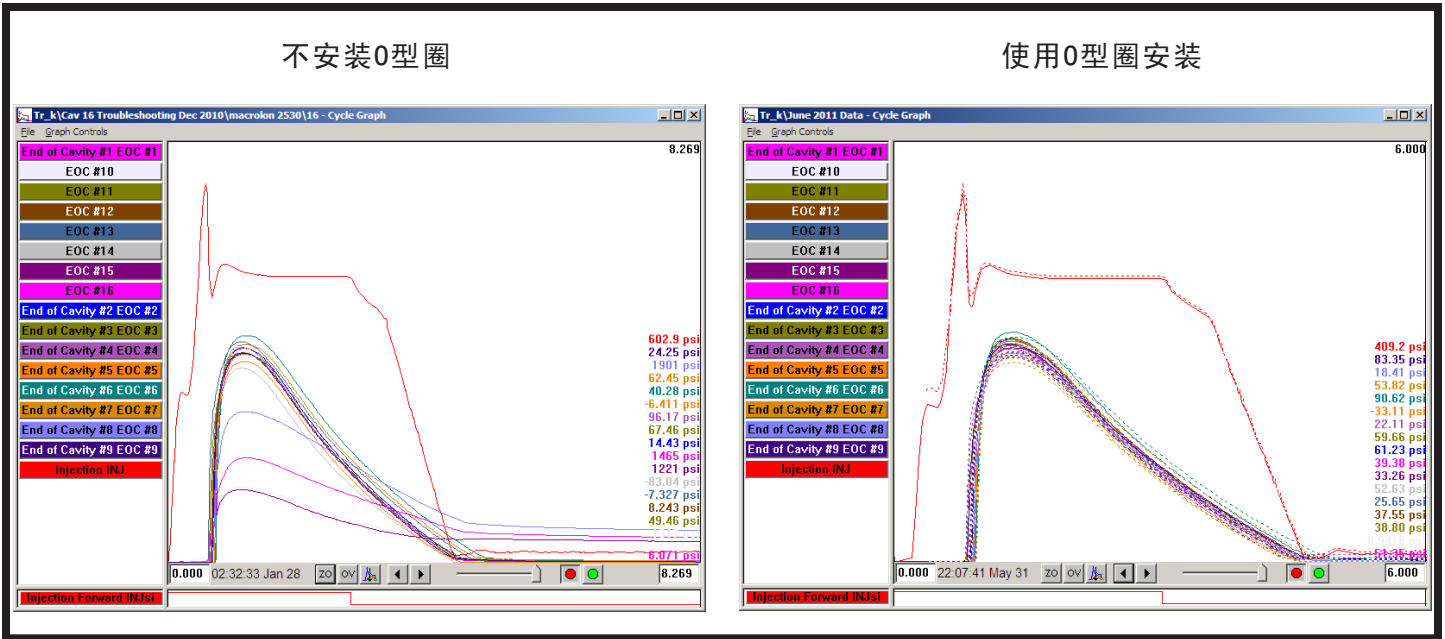 不安装O型圈
使用O型圈安装
Tr_k\Cav 16 Troubleshooting Dec 2010\macrolon 2530\16 - Cycle Graph
File Graph Controls
End of Cavity #1 EOC #1
EOC #10
EOC #11
EOC #12
EOC #13
EOC #14
EOC #15
EOC #16
End of Cavity #2 EOC #2
End of Cavity #3 EOC #3
End of Cavity #4 EOC #4
End of Cavity #5 EOC #5
End of Cavity #6 EOC #6
End of Cavity #7 EOC #7
End of Cavity #8 EOC #8
End of Cavity #9 EOC #9
Injection INJ
8.269
602.9 psi
24.25 psi
1901 psi
62.45 psi
40.28 psi
-6.411 psi
96.17 psi
67.46 psi
14.43 psi
1465 psi
1221 psi
-83.04 psi
-7.327 psi
8.243 psi
49.46 psi
6.071 psi
0.000 02:32:33 Jan 28 ZO OV 8.269
Injection Forward INJsi
Tr_k\June 2011 Data - Cycle Graph
File Graph Controls
End of Cavity #1 EOC #1
EOC #10
EOC #11
EOC #12
EOC #13
EOC #14
EOC #15
EOC #16
End of Cavity #2 EOC #2
End of Cavity #3 EOC #3
End of Cavity #4 EOC #4
End of Cavity #5 EOC #5
End of Cavity #6 EOC #6
End of Cavity #7 EOC #7
End of Cavity #8 EOC #8
End of Cavity #9 EOC #9
Injection INJ
6.000
409.2 psi
83.35 psi
18.41 psi
53.82 psi
90.62 psi
-33.11 psi
22.11 psi
59.66 psi
61.23 psi
39.38 psi
33.26 psi
52.63 psi
25.65 psi
37.55 psi
38.80 psi
0.9416 psi
51.35 psi
0.000 22:07:41 May 31 ZO OV 6.000
Injection Forward INJsi